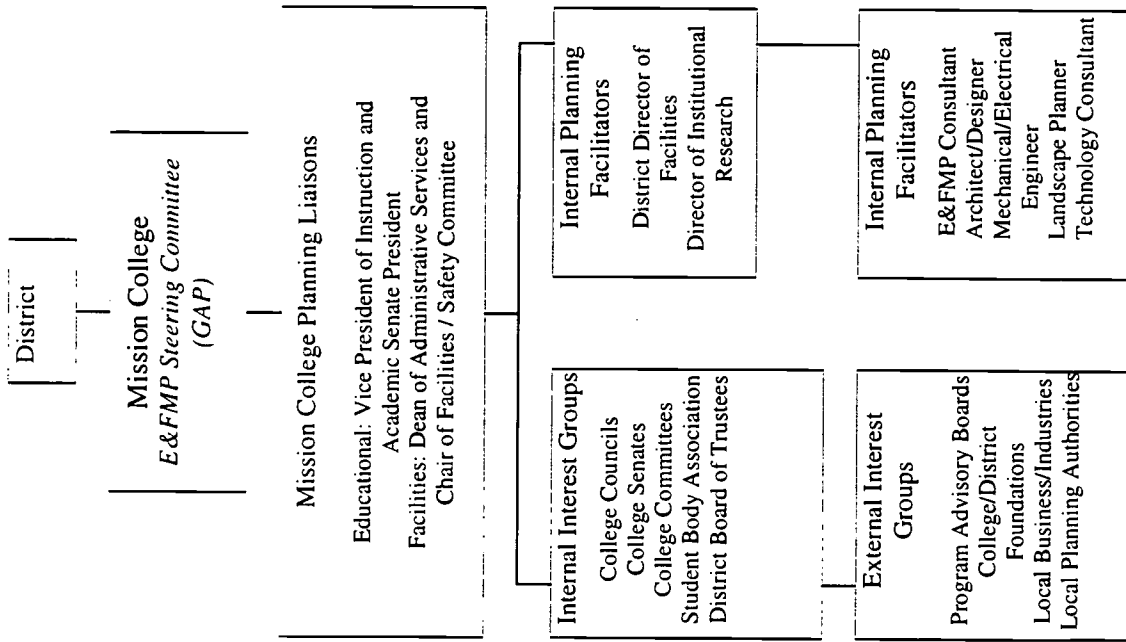 District
Mission College
E&FMP Steering Committee
(GAP)
Mission College Planning Liaisons
Educational: Vice President of Instruction and
Academic Senate President
Facilities: Dean of Administrative Services and
Chair of Facilities / Safety Committee
Internal Interest Groups
College Councils
College Senates
College Committees
Student Body Association
District Board of Trustees
Internal Planning
Facilitators
District Director of
Facilities
Director of Institutional
Research
External Interest
Groups
Program Advisory Boards
College/District
Foundations
Local Business/Industries
Local Planning Authorities
Internal Planning
Facilitators
E&FMP Consultant
Architect/Designer
Mechanical/Electrical
Engineer
Landscape Planner
Technology Consultant